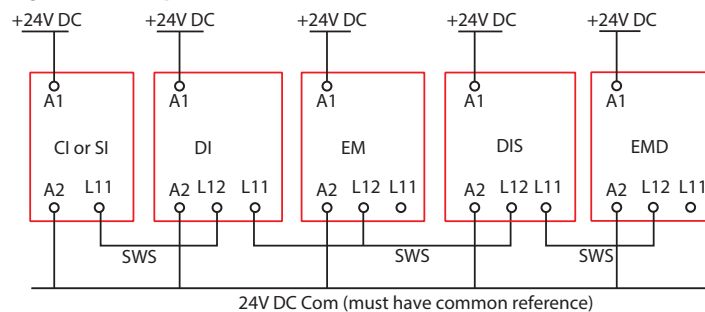 +24V DC +24V DC +24V DC +24V DC +24V DC
A1 A1 A1 A1 A1
CI or SI DI EM DIS EMD
A2 L11 A2 L12 L11 A2 L12 L11 A2 L12 L11 A2 L12 L11
SWS SWS SWS
24V DC Com (must have common reference)